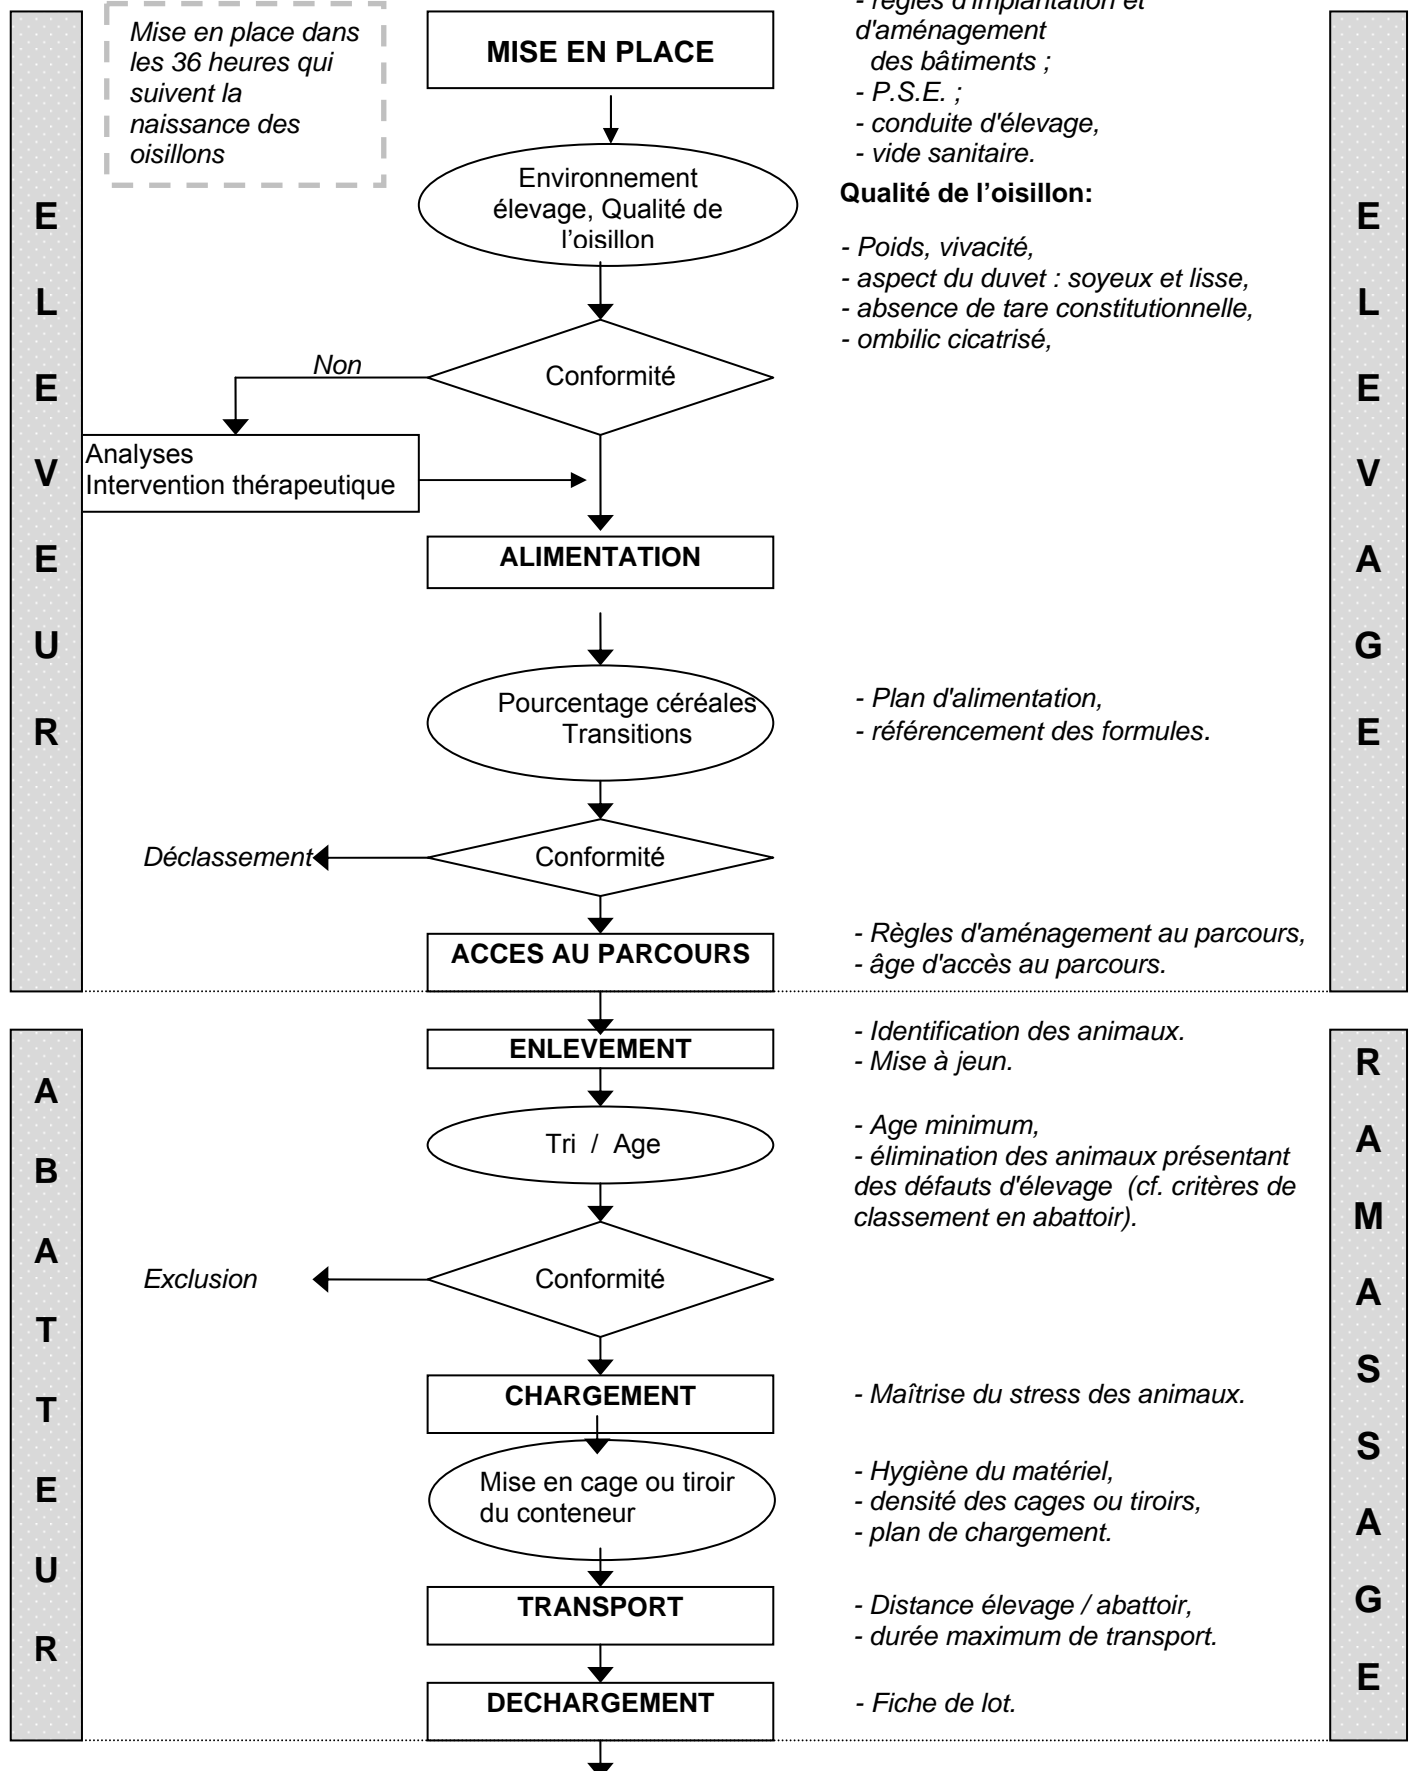 - règles d'implantation et
d'aménagement
des bâtiments ;
- P.S.E. ;
- conduite d'élevage,
- vide sanitaire.
Mise en place dans
les 36 heures qui
suivent la
naissance des
oisillons
MISE EN PLACE
Environnement
élevage, Qualité de
l'oisillon
Qualité de l’oisillon:
- Poids, vivacité,
- aspect du duvet : soyeux et lisse,
- absence de tare constitutionnelle,
- ombilic cicatrisé,
Non
Conformité
Analyses
Intervention thérapeutique
ALIMENTATION
Pourcentage céréales
Transitions
- Plan d'alimentation,
- référencement des formules.
Déclassement
Conformité
ACCES AU PARCOURS
- Règles d'aménagement au parcours,
- âge d'accès au parcours.
E
L
E
V
E
U
R
E
L
E
V
A
G
E
ENLEVEMENT
- Identification des animaux.
- Mise à jeun.
Tri / Age
- Age minimum,
- élimination des animaux présentant
des défauts d'élevage (cf. critères de
classement en abattoir).
Exclusion
Conformité
CHARGEMENT
- Maîtrise du stress des animaux.
Mise en cage ou tiroir
du conteneur
- Hygiène du matériel,
- densité des cages ou tiroirs,
- plan de chargement.
TRANSPORT
- Distance élevage / abattoir,
- durée maximum de transport.
DECHARGEMENT
- Fiche de lot.
A
B
A
T
T
E
U
R
R
A
M
A
S
S
A
G
E